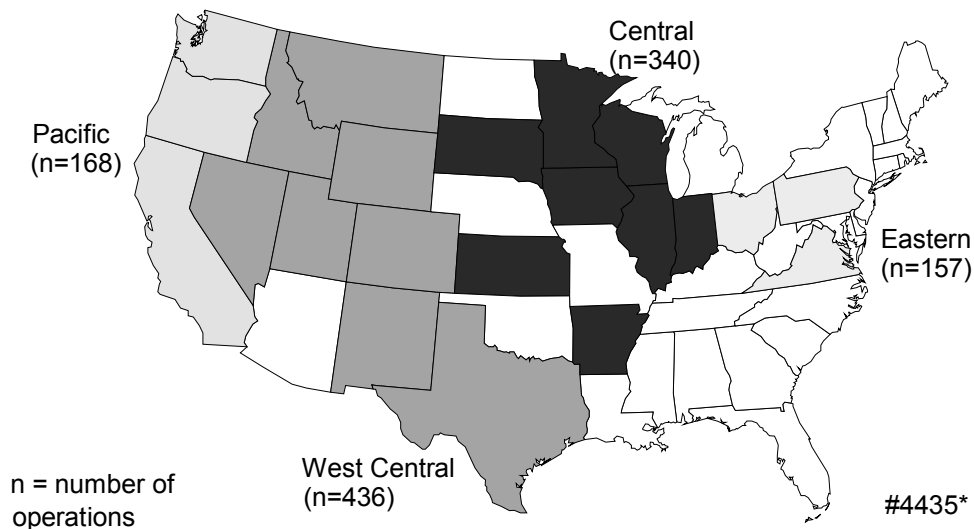 Central
(n=340)
Pacific
(n=168)
Eastern
(n=157)
West Central
(n=436)
n = number of
operations
#4435*